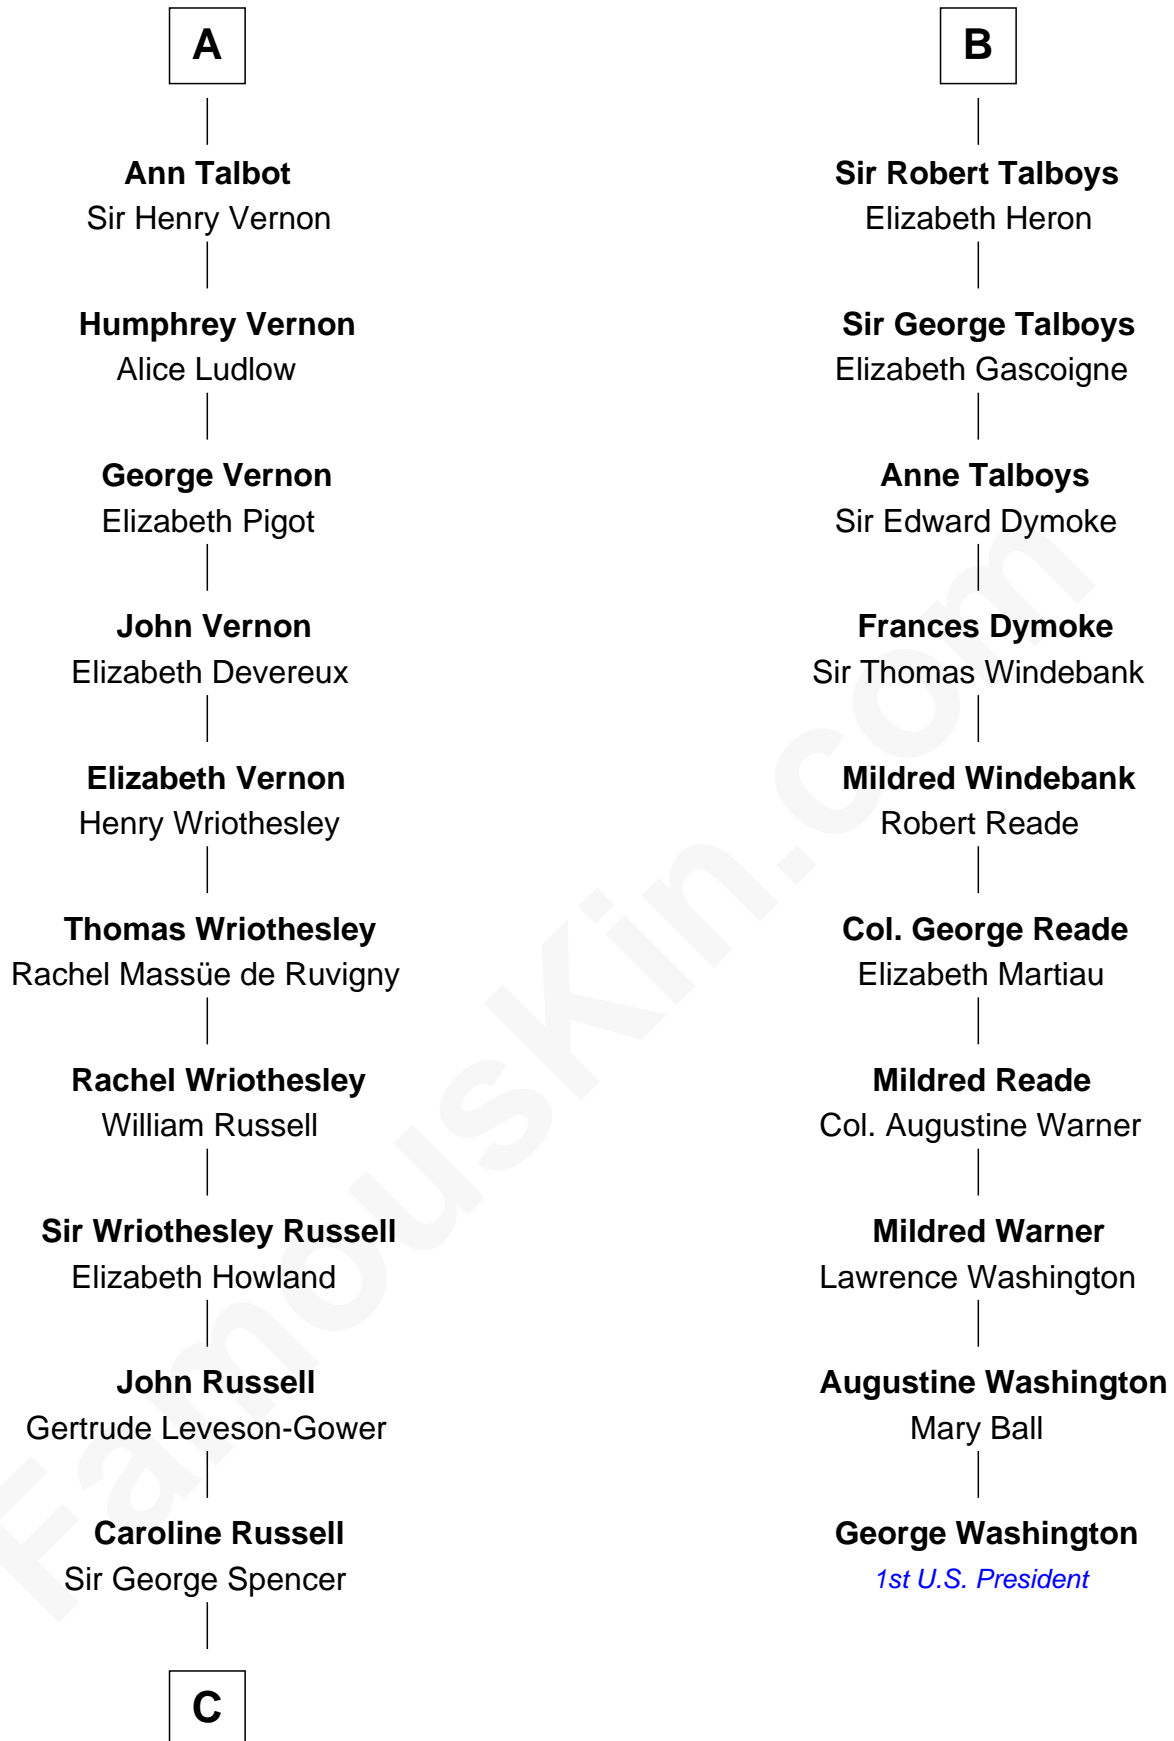 A
Ann Talbot
Sir Henry Vernon
Humphrey Vernon
Alice Ludlow
George Vernon
Elizabeth Pigot
John Vernon
Elizabeth Devereux
Elizabeth Vernon
Henry Wriothesley
Thomas Wriothesley
Rachel Massüe de Ruvigny
Rachel Wriothesley
William Russell
Sir Wriothesley Russell
Elizabeth Howland
John Russell
Gertrude Leveson-Gower
Caroline Russell
Sir George Spencer
C
B
Sir Robert Talboys
Elizabeth Heron
Sir George Talboys
Elizabeth Gascoigne
Anne Talboys
Sir Edward Dymoke
Frances Dymoke
Sir Thomas Windebank
Mildred Windebank
Robert Reade
Col. George Reade
Elizabeth Martiau
Mildred Reade
Col. Augustine Warner
Mildred Warner
Lawrence Washington
Augustine Washington
Mary Ball
George Washington
1st U.S. President
FamousKin.com